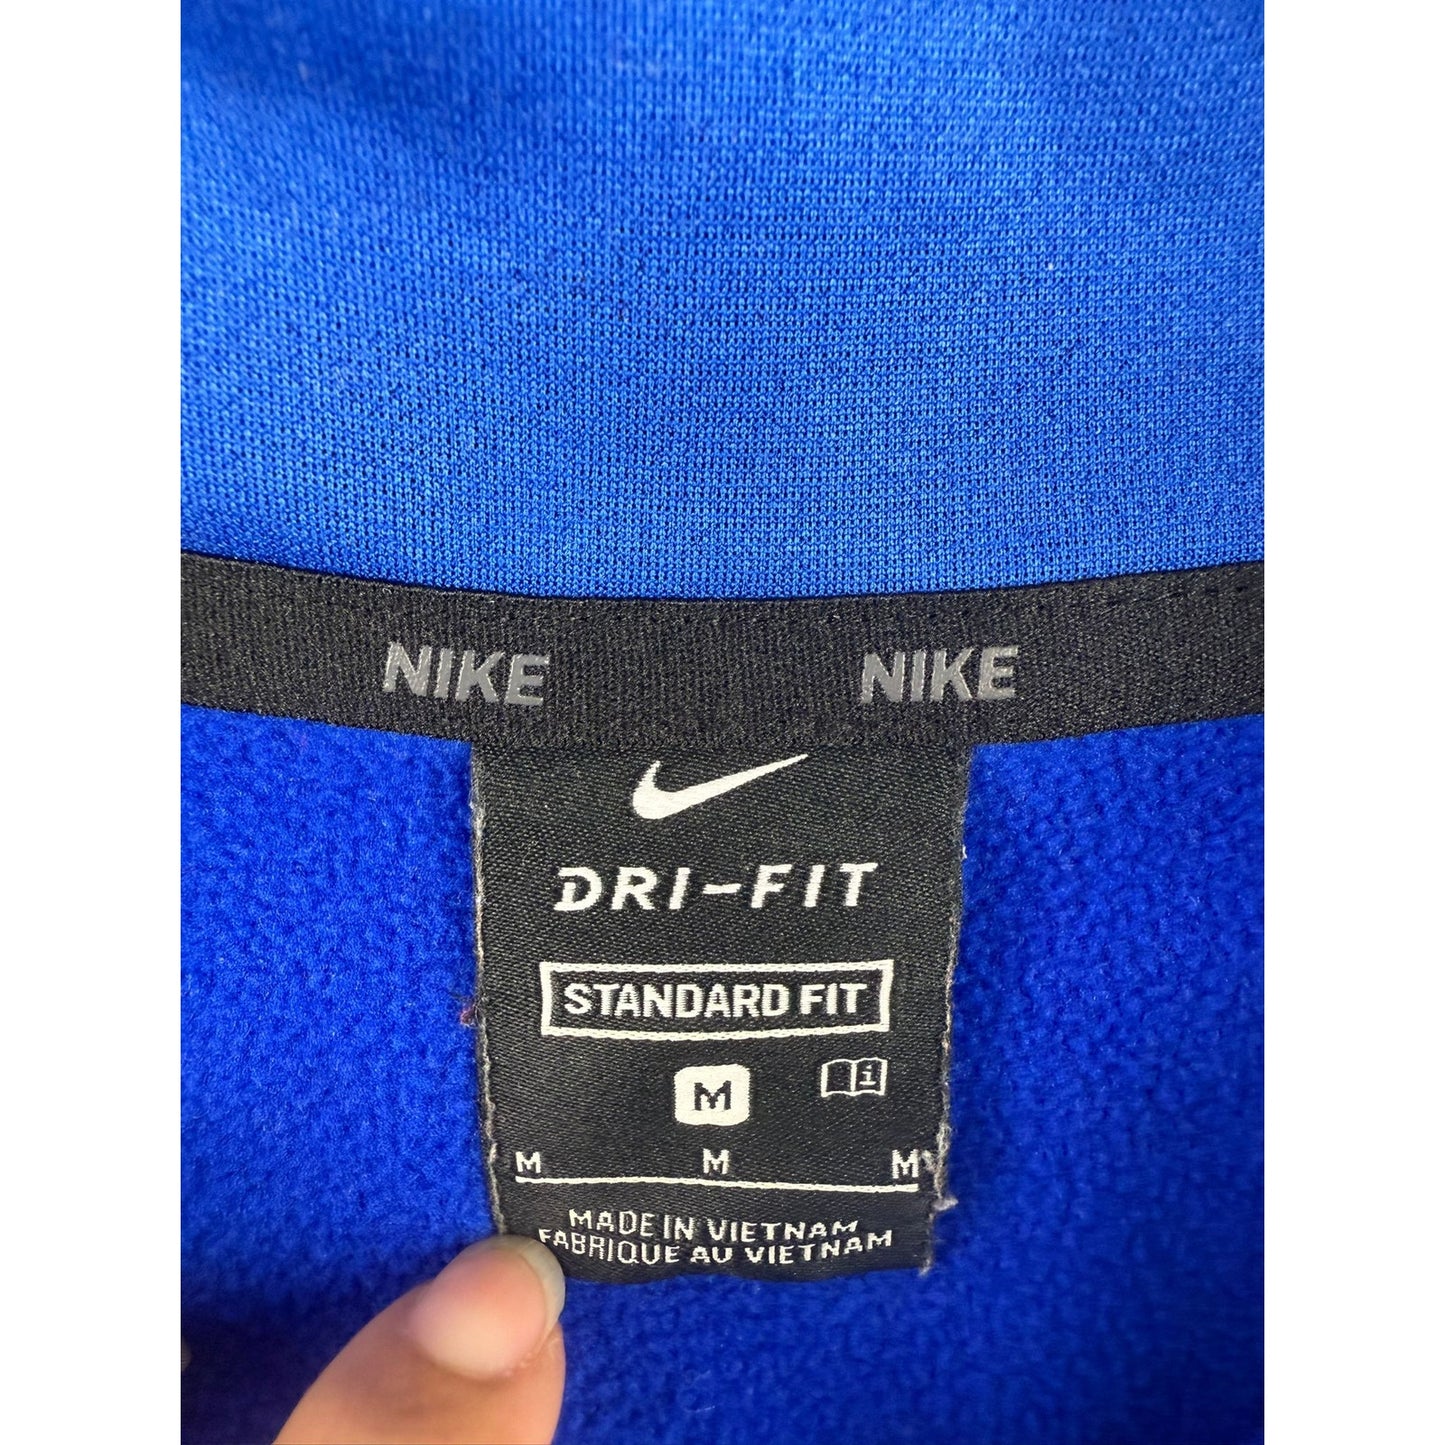 NIKE NIKE
DRI-FIT
STANDARD FIT
M i
M M M
MADE IN VIETNAM
FABRIQUE AU VIETNAM